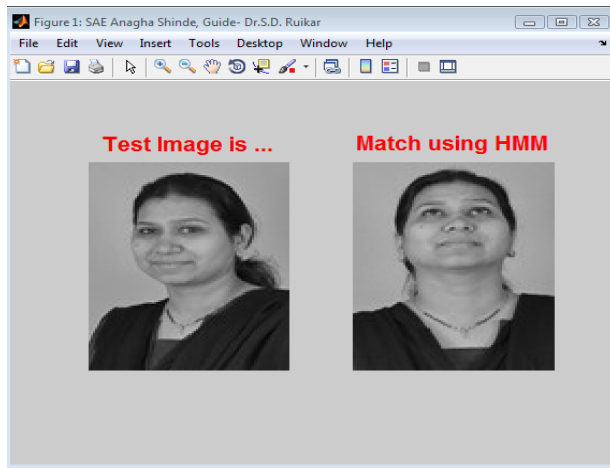 Figure 1: SAE Anagha Shinde, Guide- Dr.S.D. Ruikar
File Edit View Insert Tools Desktop Window Help
Test Image is ... Match using HMM